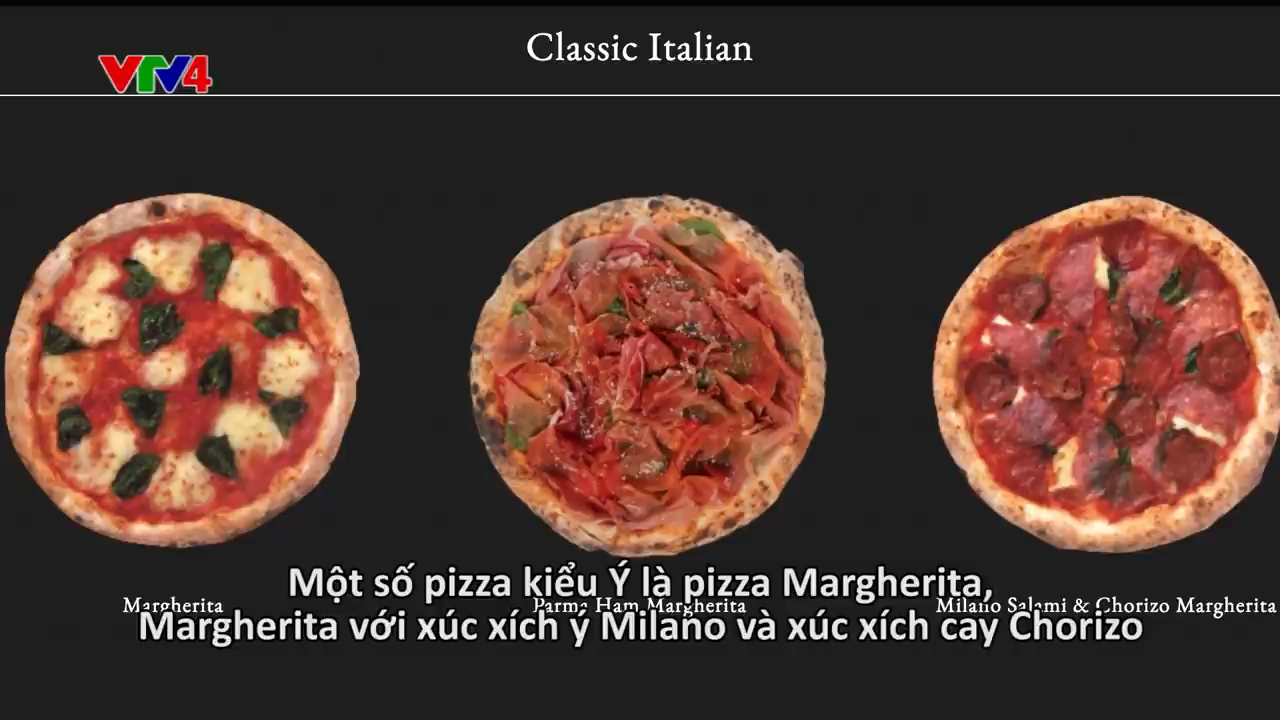 Classic Italian
VTV4
Margherita
Parma Ham Margherita
Milano Salami & Chorizo Margherita
Một số pizza kiểu Ý là pizza Margherita,
Margherita với xúc xích ý Milano và xúc xích cay Chorizo